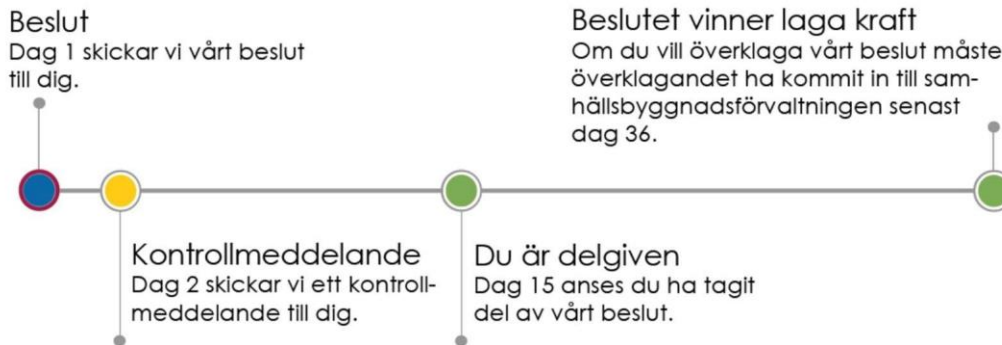 Beslut
Dag 1 skickar vi vårt beslut
till dig.
Kontrollmeddelande
Dag 2 skickar vi ett kontroll-
meddelande till dig.
Du är delgiven
Dag 15 anses du ha tagit
del av vårt beslut.
Beslutet vinner laga kraft
Om du vill överklaga vårt beslut måste
överklagandet ha kommit in till sam-
hällsbyggnadsförvaltningen senast
dag 36.